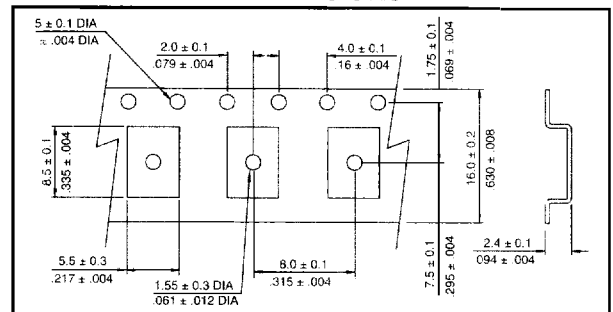 5 ± 0.1 DIA
.004 DIA
2.0 ± 0.1
.079 ± .004
4.0 ± 0.1
.16 ± .004
1.75 ± 0.1
069 ± .004
8.5 ± 0.1
.335 ± .004
16.0 ± 0.2
.630 ± .008
5.5 ± 0.3
.217 ± .004
1.55 ± 0.3
.061 ± .012 DIA
8.0 ± 0.1
.315 ± .004
7.5 ± 0.1
.295 ± .004
2.4 ± 0.1
094 ± .004